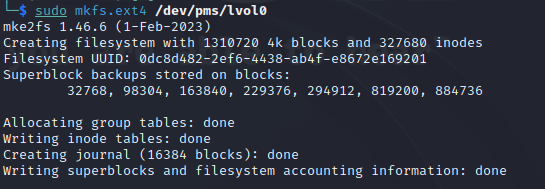 └─$ sudo mkfs.ext4 /dev/pms/lvol0
mke2fs 1.46.6 (1-Feb-2023)
Creating filesystem with 1310720 4k blocks and 327680 inodes
Filesystem UUID: 0dc8d482-2ef6-4438-ab4f-e8672e169201
Superblock backups stored on blocks:
        32768, 98304, 163840, 229376, 294912, 819200, 884736

Allocating group tables: done
Writing inode tables: done
Creating journal (16384 blocks): done
Writing superblocks and filesystem accounting information: done